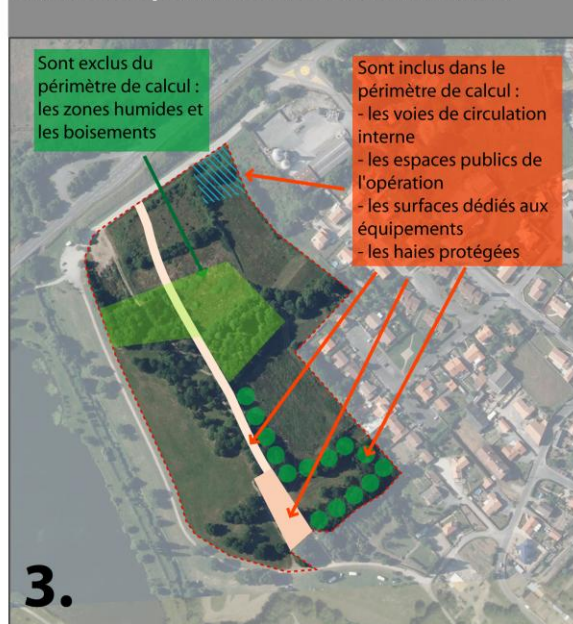 Sont exclus du
périmètre de calcul :
les zones humides et
les boisements
Sont inclus dans le
périmètre de calcul :
- les voies de circulation
interne
- les espaces publics de
l'opération
- les surfaces dédiés aux
équipements
- les haies protégées
3.